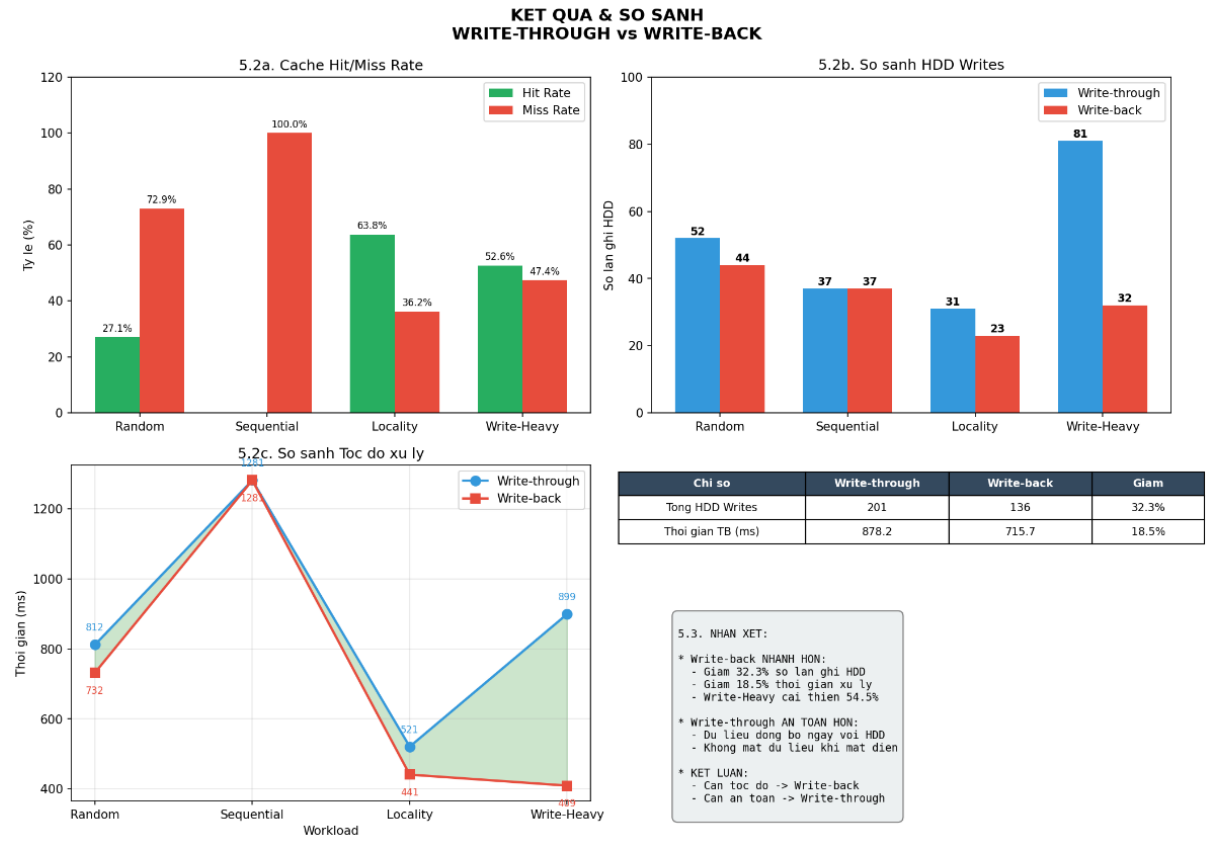 KET QUA & SO SANH
WRITE-THROUGH vs WRITE-BACK
5.2a. Cache Hit/Miss Rate
Hit Rate
Miss Rate
Ty le (%)
120
100
80
60
40
20
0
27.1%
72.9%
100.0%
63.8%
36.2%
52.6%
47.4%
Random
Sequential
Locality
Write-Heavy
5.2b. So sanh HDD Writes
Write-through
Write-back
So lan ghi HDD
100
80
60
40
20
0
52
44
37
37
31
23
81
32
Random
Sequential
Locality
Write-Heavy
5.2c. So sanh Toc do xu ly
Write-through
Write-back
Thoi gian (ms)
1200
1000
800
600
400
812
732
1281
1281
521
441
899
409
Random
Sequential
Locality
Write-Heavy
Workload
Chi so Write-through Write-back Giam
Tong HDD Writes 201 136 32.3%
Thoi gian TB (ms) 878.2 715.7 18.5%
5.3. NHAN XET:
* Write-back NHANH HON:
- Giam 32.3% so lan ghi HDD
- Giam 18.5% thoi gian xu ly
- Write-Heavy cai thien 54.5%
* Write-through AN TOAN HON:
- Du lieu dong bo ngay voi HDD
- Khong mat du lieu khi mat dien
* KET LUAN:
- Can toc do -> Write-back
- Can an toan -> Write-through